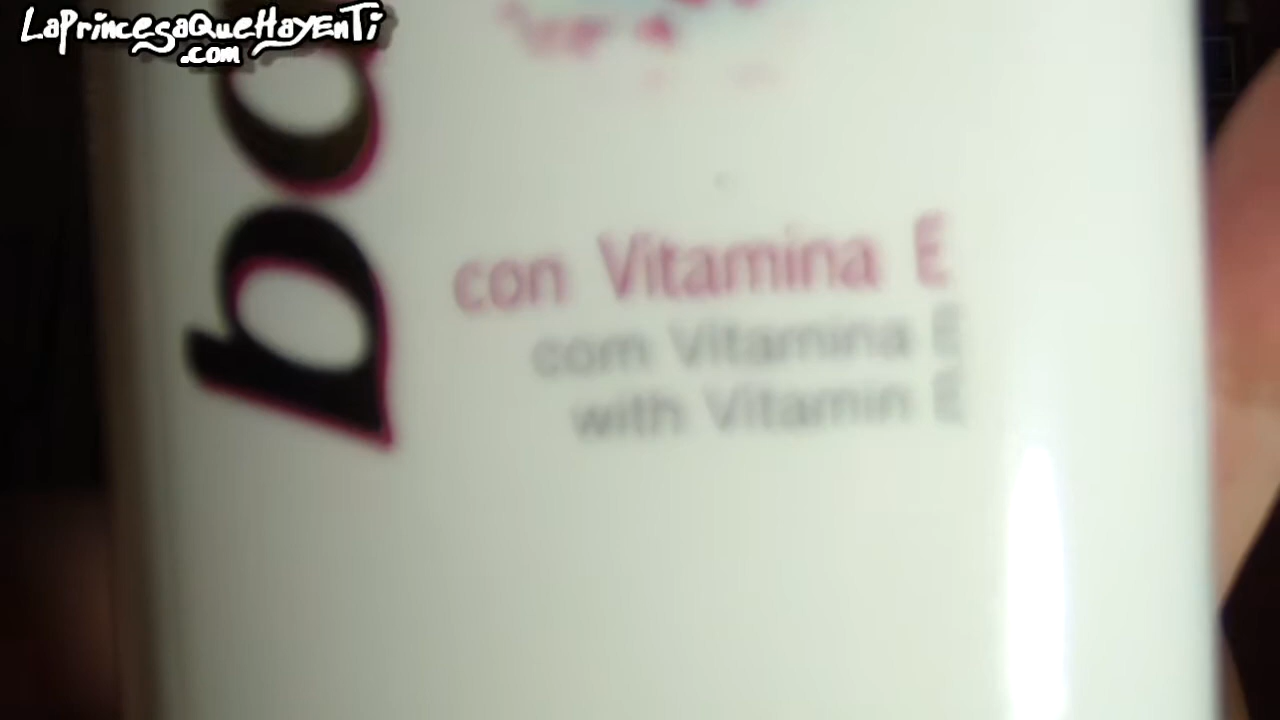 LaPrincesaQueHayEnTi
.com
con Vitamina E
com Vitamina E
with Vitamin E